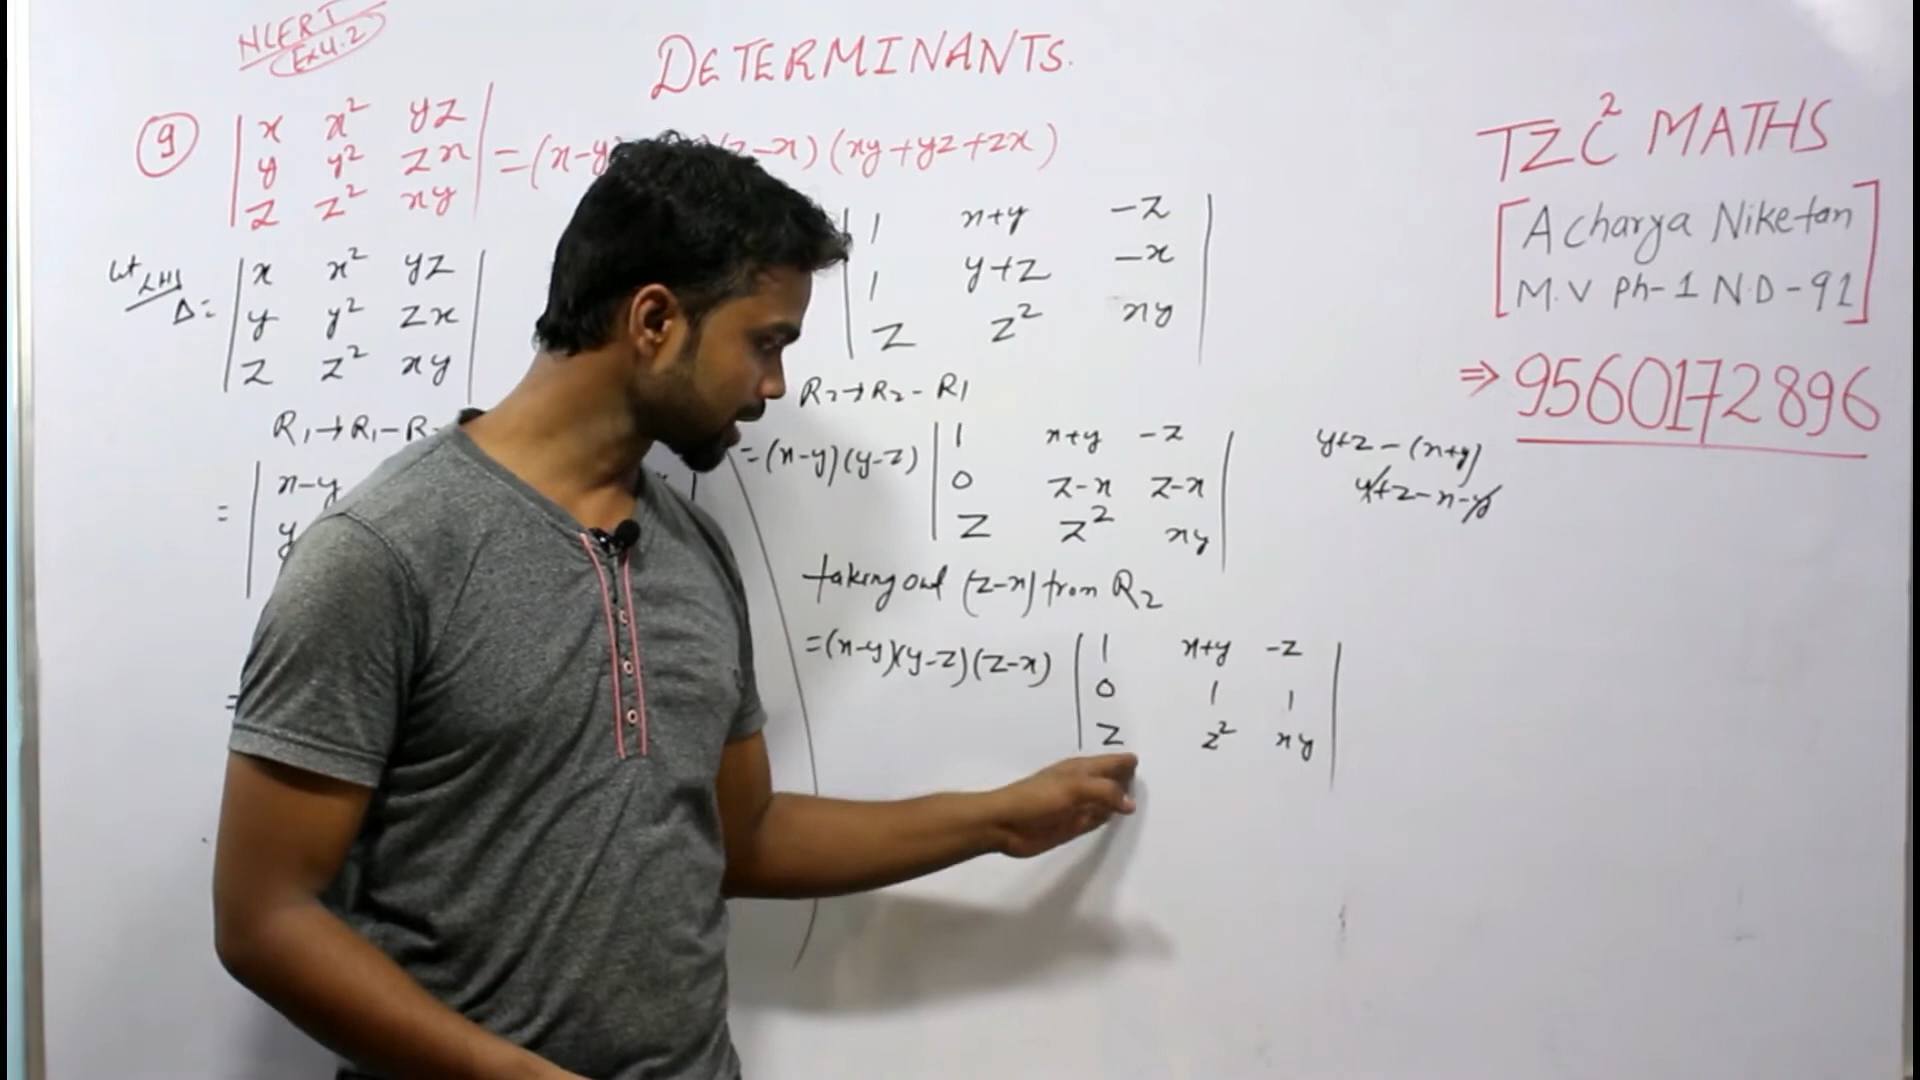 NCERT
Ex 4.2
DETERMINANTS.
9 | x x² yz |
| y y² zx | = (x-y (z-x) (xy+yz+zx)
| z z² xy |
Let LHS
Δ = | x x² yz |
| y y² zx |
| z z² xy |
R₁→R₁-R
= | x-y
y
=
| 1 x+y -z |
| 1 y+z -x |
| z z² xy |
R₂→R₂-R₁
=(x-y)(y-z) | 1 x+y -z |
| 0 z-x z-x |
| z z² xy |
y+z-(x+y)
y+z-x-y
taking out (z-x) from R₂
=(x-y)(y-z)(z-x) | 1 x+y -z |
| 0 1 1 |
| z z² xy |
TZC² MATHS
[Acharya Niketan
M.V Ph-1 N.D-91]
⇒ 9560172896